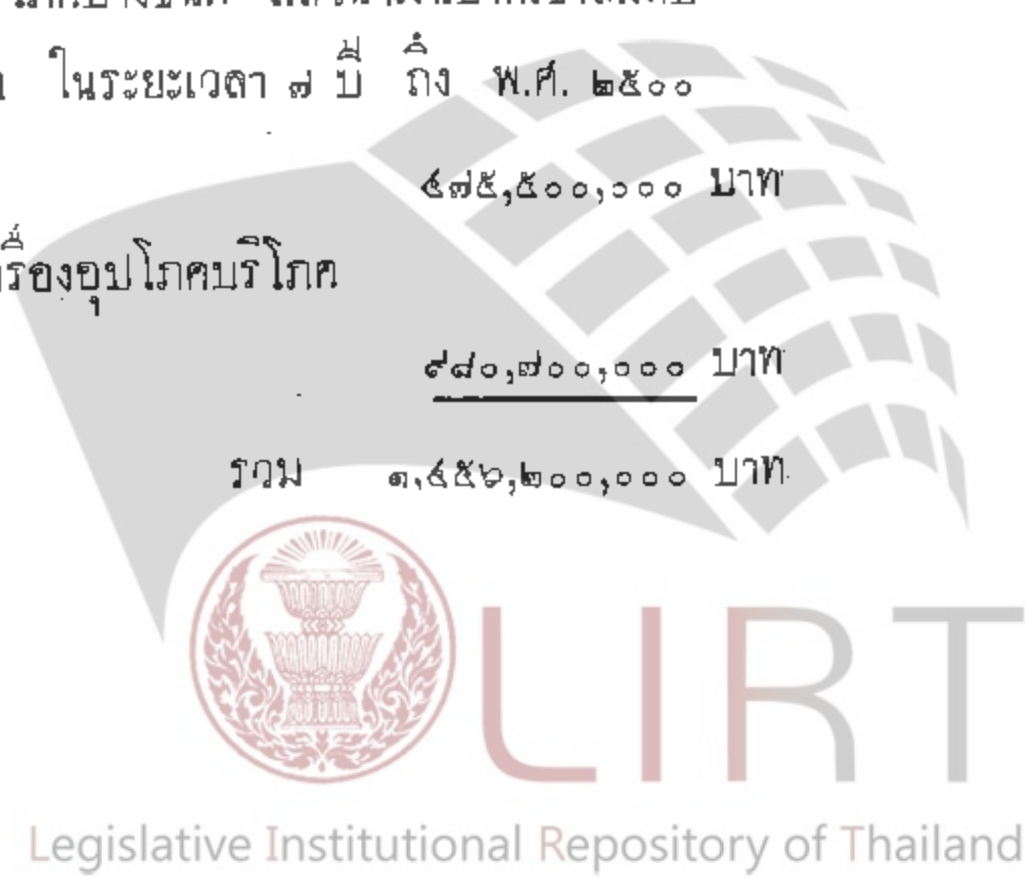 ในระยะเวลา ๗ ปี ถึง พ.ศ. ๒๕๐๐
๔๗๕,๕๐๐,๐๐๐ บาท
รื่องอุปโภคบริโภค
๙๘๐,๗๐๐,๐๐๐ บาท
รวม ๑,๔๕๖,๒๐๐,๐๐๐ บาท
LIRT
Legislative Institutional Repository of Thailand